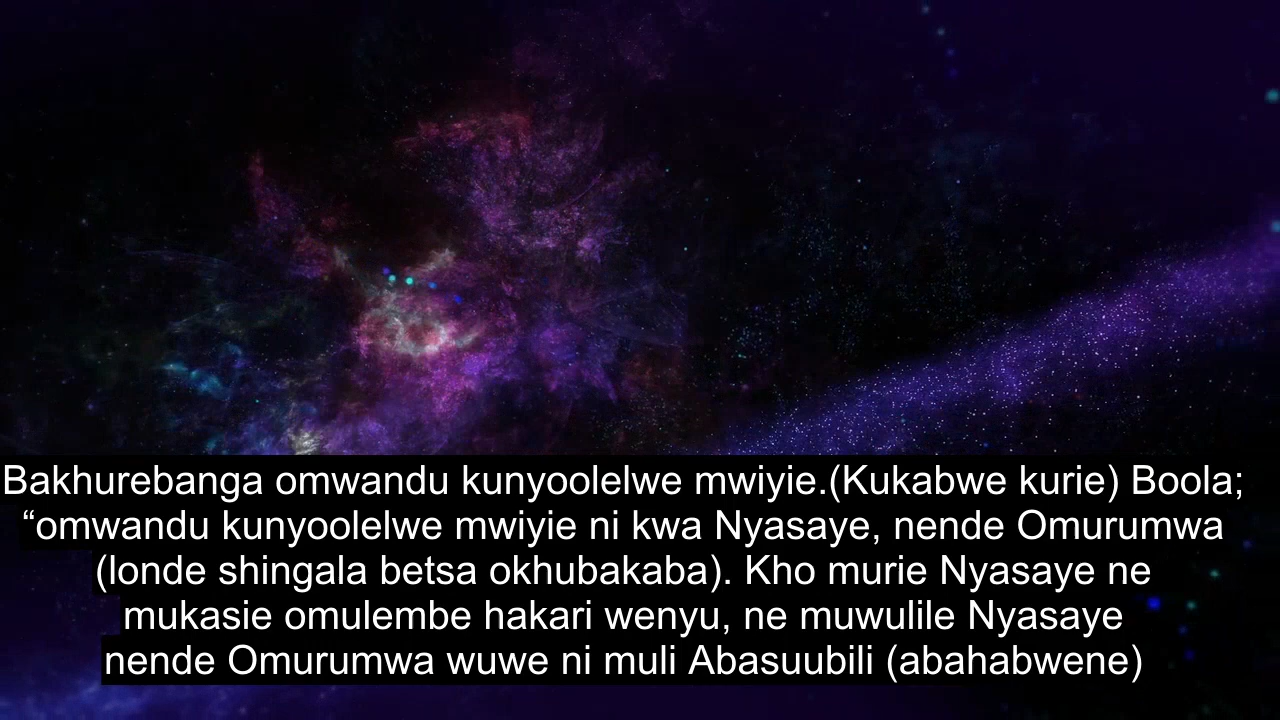 Bakhurebanga omwandu kunyoolelwe mwiyie.(Kukabwe kurie) Boola;
“omwandu kunyoolelwe mwiyie ni kwa Nyasaye, nende Omurumwa
(londe shingala betsa okhubakaba). Kho murie Nyasaye ne
mukasie omulembe hakari wenyu, ne muwulile Nyasaye
nende Omurumwa wuwe ni muli Abasuubili (abahabwene)